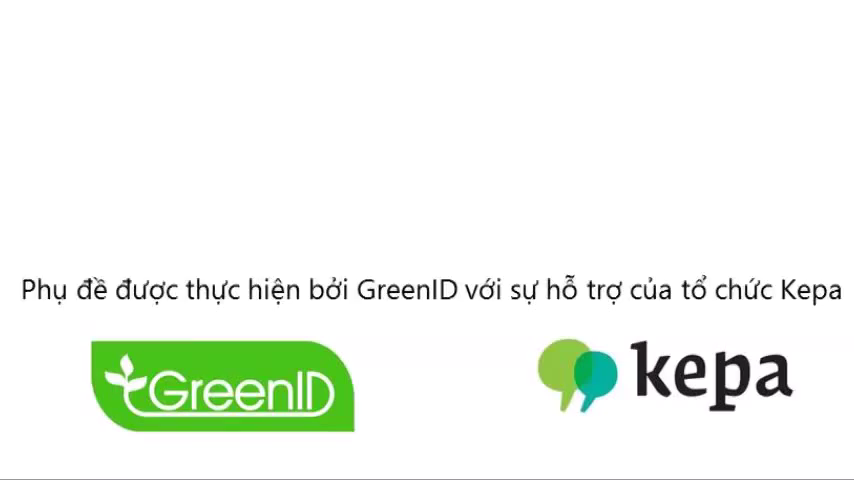 Phụ đề được thực hiện bởi GreenID với sự hỗ trợ của tổ chức Kepa
GreenID
kepa